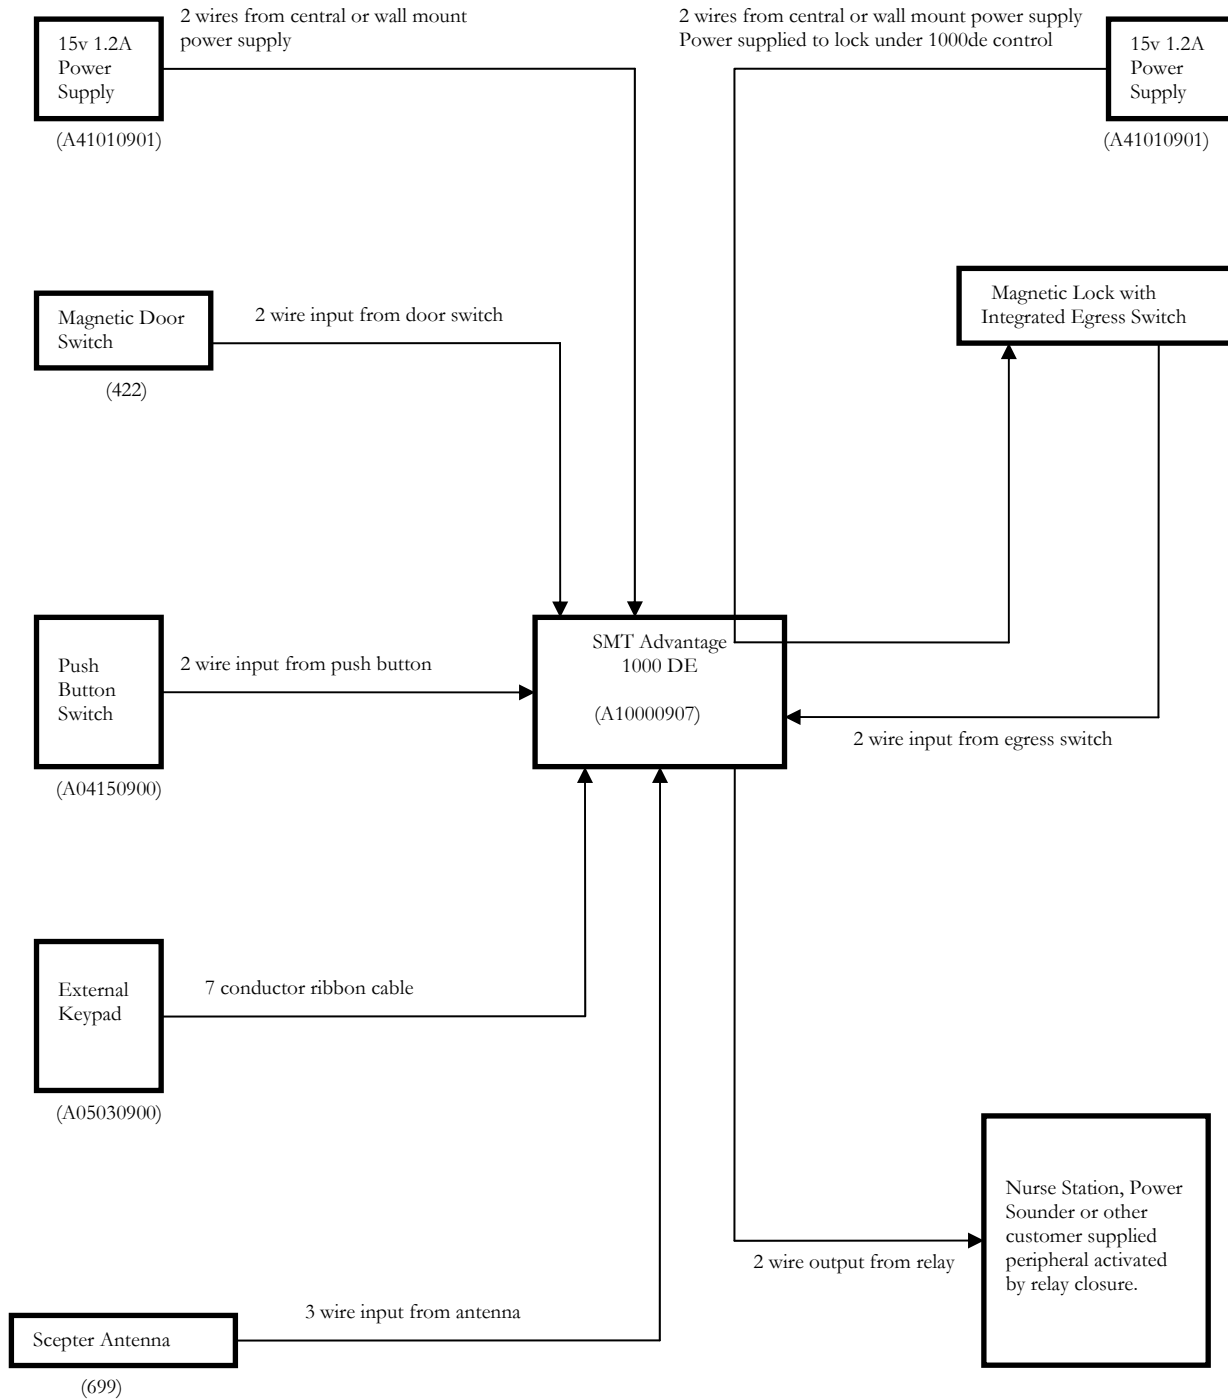 2 wires from central or wall mount
power supply
15v 1.2A
Power
Supply
(A41010901)
2 wires from central or wall mount power supply
Power supplied to lock under 1000de control
15v 1.2A
Power
Supply
(A41010901)
Magnetic Door
Switch
(422)
2 wire input from door switch
Magnetic Lock with
Integrated Egress Switch
Push
Button
Switch
(A04150900)
2 wire input from push button
SMT Advantage
1000 DE
(A10000907)
2 wire input from egress switch
External
Keypad
(A05030900)
7 conductor ribbon cable
Nurse Station, Power
Sounder or other
customer supplied
peripheral activated
by relay closure.
2 wire output from relay
3 wire input from antenna
Scepter Antenna
(699)